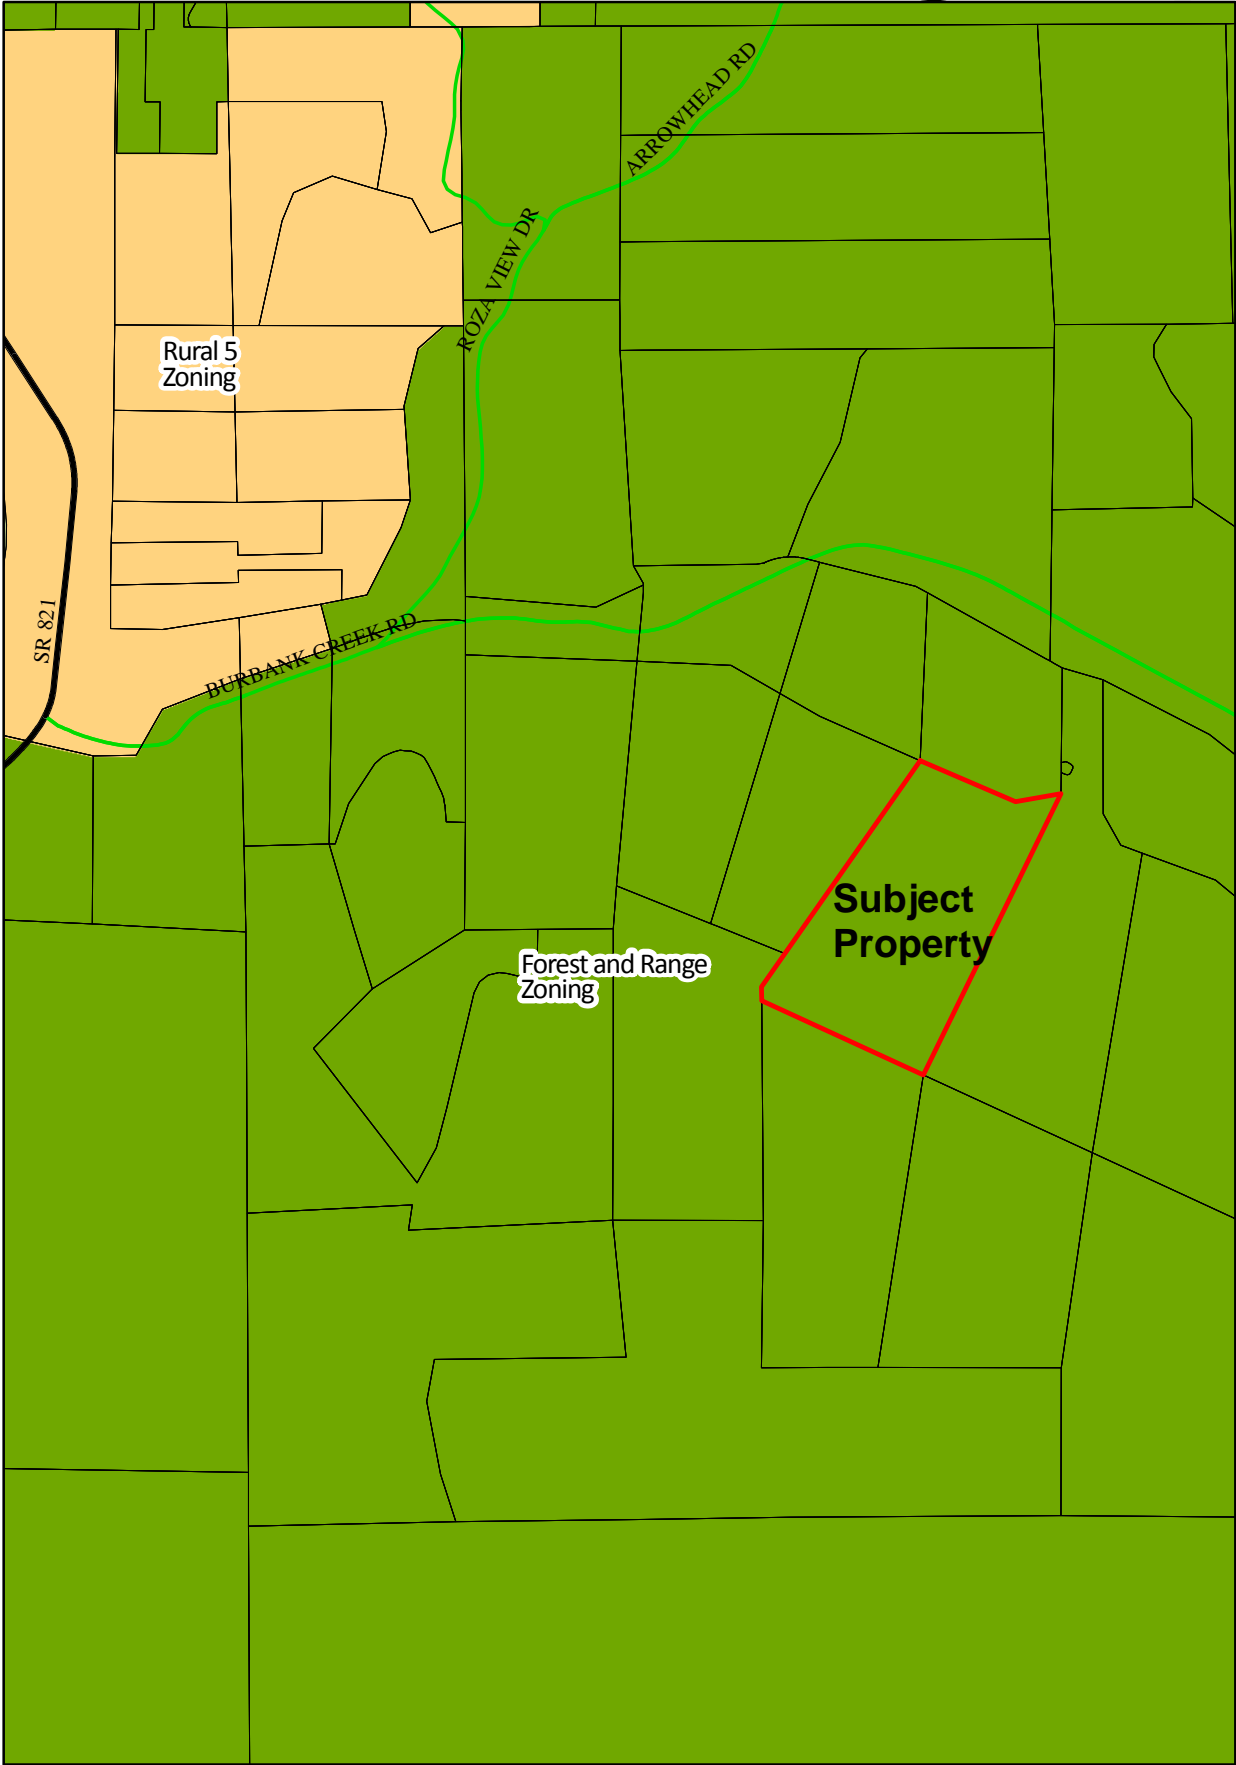 ARROWHEAD RD
ROZA VIEW DR
Rural 5
Zoning
SR 821
BURBANK CREEK RD
Subject
Property
Forest and Range
Zoning